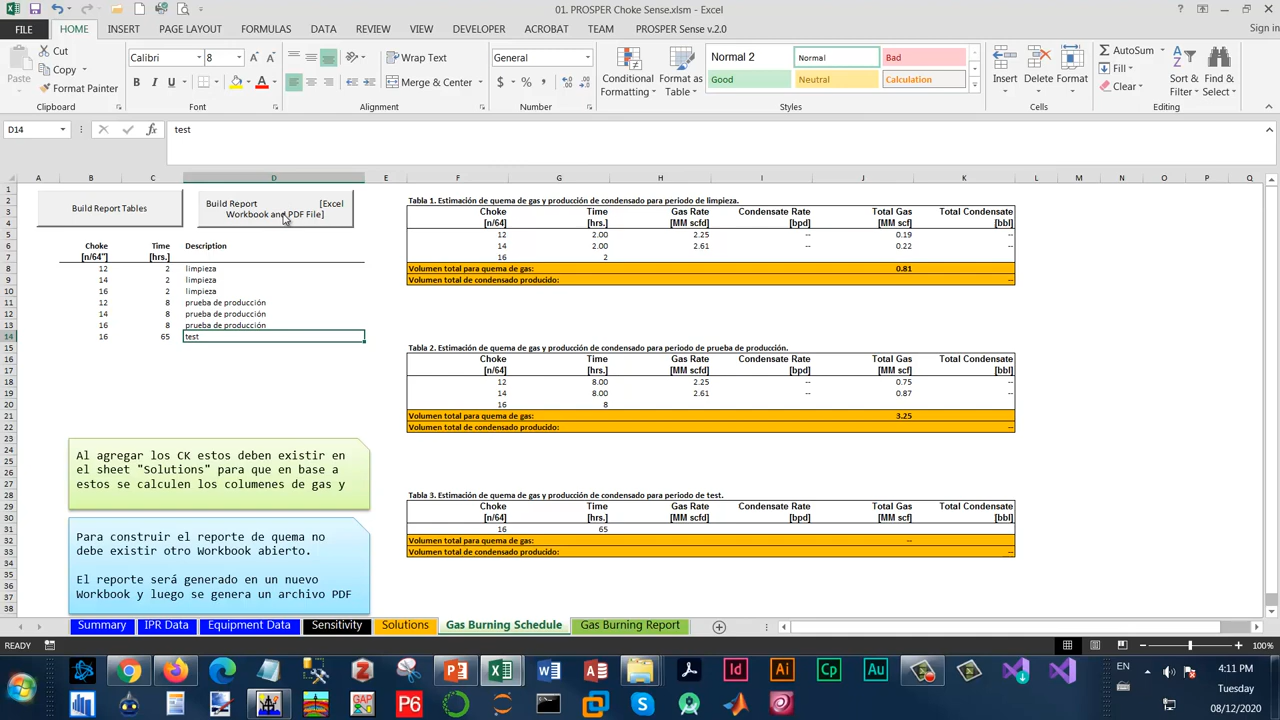 01. PROSPER Choke Sense.xlsm - Excel
FILE HOME INSERT PAGE LAYOUT FORMULAS DATA REVIEW VIEW DEVELOPER ACROBAT TEAM PROSPER Sense v.2.0 Sign in
Paste Cut Copy Format Painter
Calibri 8 Wrap Text Merge & Center
General
Conditional Formatting Format as Table
Normal 2 Normal Bad
Good Neutral Calculation
Insert Delete Format
AutoSum Fill Clear Sort & Filter Find & Select
Clipboard Font Alignment Number Styles Cells Editing
D14 test
A B C D E F G H I J K L M N O P Q
Build Report Tables
Build Report [Excel
Workbook and PDF File]
Choke Time Description
[n/64"] [hrs.]
12 2 limpieza
14 2 limpieza
16 2 limpieza
12 8 prueba de producción
14 8 prueba de producción
16 8 prueba de producción
16 65 test
Al agregar los CK estos deben existir en
el sheet "Solutions" para que en base a
estos se calculen los columenes de gas y
Para construir el reporte de quema no
debe existir otro Workbook abierto.
El reporte será generado en un nuevo
Workbook y luego se genera un archivo PDF
Tabla 1. Estimación de quema de gas y producción de condensado para periodo de limpieza.
Choke Time Gas Rate Condensate Rate Total Gas Total Condensate
[n/64] [hrs.] [MM scfd] [bpd] [MM scf] [bbl]
12 2.00 2.25 -- 0.19 --
14 2.00 2.61 -- 0.22 --
16 2
Volumen total para quema de gas: 0.81
Volumen total de condensado producido: --
Tabla 2. Estimación de quema de gas y producción de condensado para periodo de prueba de producción.
Choke Time Gas Rate Condensate Rate Total Gas Total Condensate
[n/64] [hrs.] [MM scfd] [bpd] [MM scf] [bbl]
12 8.00 2.25 -- 0.75 --
14 8.00 2.61 -- 0.87 --
16 8
Volumen total para quema de gas: 3.25
Volumen total de condensado producido: --
Tabla 3. Estimación de quema de gas y producción de condensado para periodo de test.
Choke Time Gas Rate Condensate Rate Total Gas Total Condensate
[n/64] [hrs.] [MM scfd] [bpd] [MM scf] [bbl]
16 65
Volumen total para quema de gas: --
Volumen total de condensado producido: --
Summary IPR Data Equipment Data Sensitivity Solutions Gas Burning Schedule Gas Burning Report
READY 100%
EN 4:11 PM
Tuesday
08/12/2020